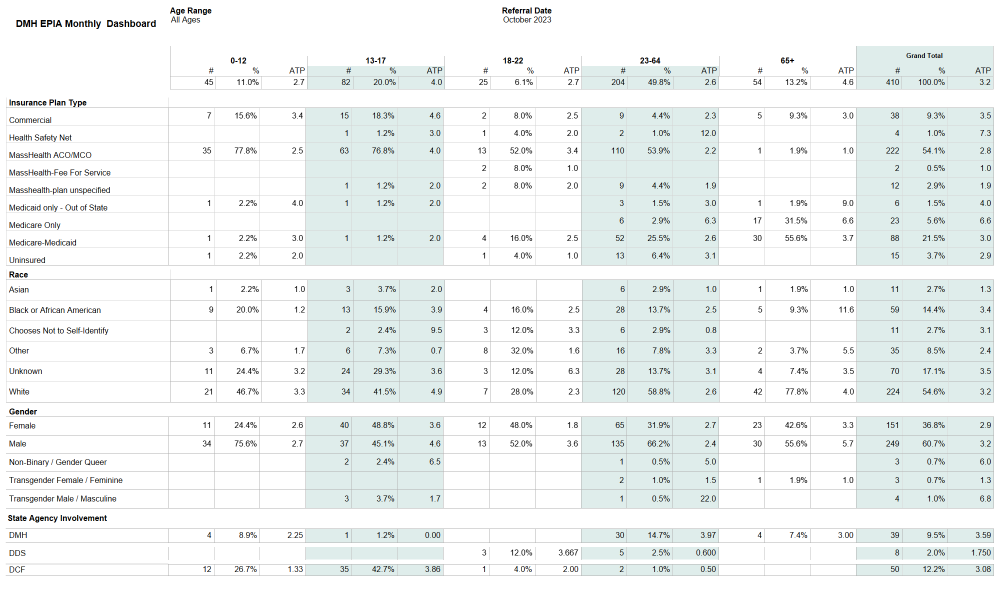 Age Range
All Ages
Referral Date
October 2023
DMH EPIA Monthly Dashboard
0-12 13-17 18-22 23-64 65+ Grand Total
# % ATP # % ATP # % ATP # % ATP # % ATP # % ATP
45 11.0% 2.7 82 20.0% 4.0 25 6.1% 2.7 204 49.8% 2.6 54 13.2% 4.6 410 100.0% 3.2
Insurance Plan Type
Commercial 7 15.6% 3.4 15 18.3% 4.6 2 8.0% 2.5 9 4.4% 2.3 5 9.3% 3.0 38 9.3% 3.5
Health Safety Net 1 1.2% 3.0 1 4.0% 2.0 2 1.0% 12.0 4 1.0% 7.3
MassHealth ACO/MCO 35 77.8% 2.5 63 76.8% 4.0 13 52.0% 3.4 110 53.9% 2.2 1 1.9% 1.0 222 54.1% 2.8
MassHealth-Fee For Service 2 8.0% 1.0 2 0.5% 1.0
Masshealth-plan unspecified 1 1.2% 2.0 2 8.0% 2.0 9 4.4% 1.9 12 2.9% 1.9
Medicaid only - Out of State 1 2.2% 4.0 1 1.2% 2.0 3 1.5% 3.0 1 1.9% 9.0 6 1.5% 4.0
Medicare Only 6 2.9% 6.3 17 31.5% 6.6 23 5.6% 6.6
Medicare-Medicaid 1 2.2% 3.0 1 1.2% 2.0 4 16.0% 2.5 52 25.5% 2.6 30 55.6% 3.7 88 21.5% 3.0
Uninsured 1 2.2% 2.0 1 4.0% 1.0 13 6.4% 3.1 15 3.7% 2.9
Race
Asian 1 2.2% 1.0 3 3.7% 2.0 6 2.9% 1.0 1 1.9% 1.0 11 2.7% 1.3
Black or African American 9 20.0% 1.2 13 15.9% 3.9 4 16.0% 2.5 28 13.7% 2.5 5 9.3% 11.6 59 14.4% 3.4
Chooses Not to Self-Identify 2 2.4% 9.5 3 12.0% 3.3 6 2.9% 0.8 11 2.7% 3.1
Other 3 6.7% 1.7 6 7.3% 0.7 8 32.0% 1.6 16 7.8% 3.3 2 3.7% 5.5 35 8.5% 2.4
Unknown 11 24.4% 3.2 24 29.3% 3.6 3 12.0% 6.3 28 13.7% 3.1 4 7.4% 3.5 70 17.1% 3.5
White 21 46.7% 3.3 34 41.5% 4.9 7 28.0% 2.3 120 58.8% 2.6 42 77.8% 4.0 224 54.6% 3.2
Gender
Female 11 24.4% 2.6 40 48.8% 3.6 12 48.0% 1.8 65 31.9% 2.7 23 42.6% 3.3 151 36.8% 2.9
Male 34 75.6% 2.7 37 45.1% 4.6 13 52.0% 3.6 135 66.2% 2.4 30 55.6% 5.7 249 60.7% 3.2
Non-Binary / Gender Queer 2 2.4% 6.5 1 0.5% 5.0 3 0.7% 6.0
Transgender Female / Feminine 2 1.0% 1.5 1 1.9% 1.0 3 0.7% 1.3
Transgender Male / Masculine 3 3.7% 1.7 1 0.5% 22.0 4 1.0% 6.8
State Agency Involvement
DMH 4 8.9% 2.25 1 1.2% 0.00 30 14.7% 3.97 4 7.4% 3.00 39 9.5% 3.59
DDS 3 12.0% 3.667 5 2.5% 0.600 8 2.0% 1.750
DCF 12 26.7% 1.33 35 42.7% 3.86 1 4.0% 2.00 2 1.0% 0.50 50 12.2% 3.08